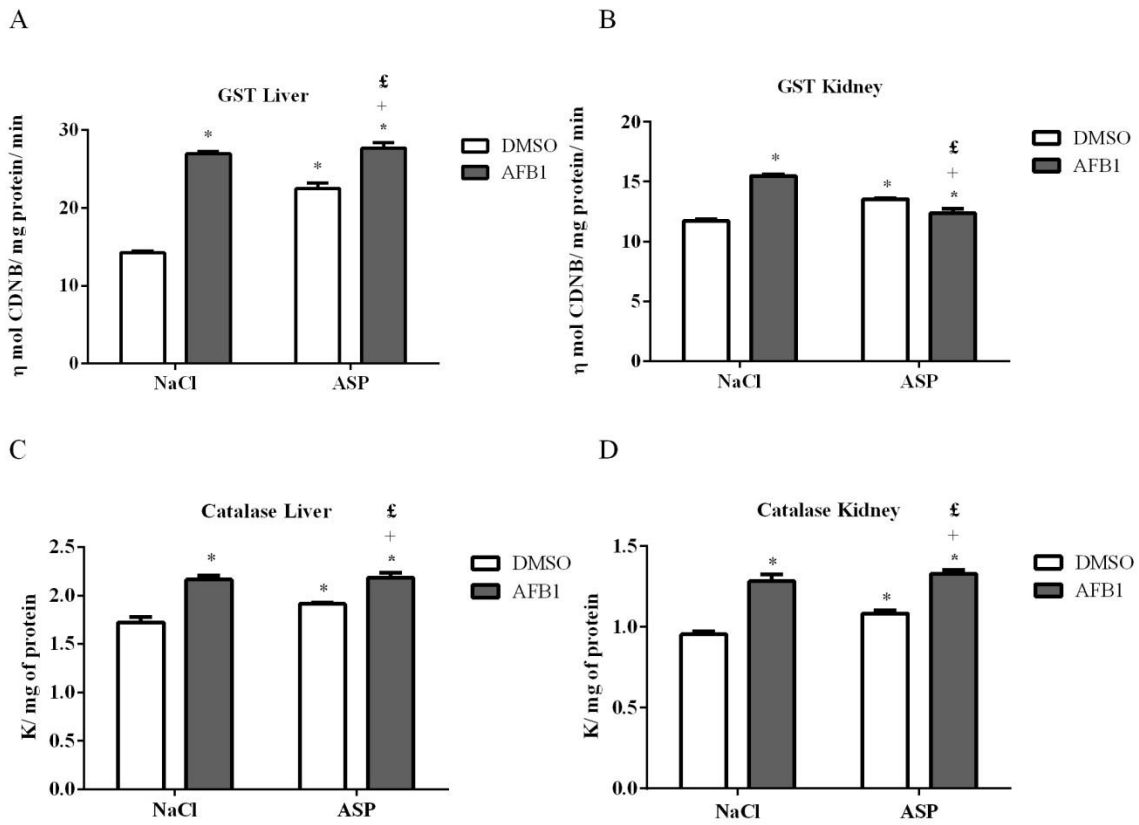 A
GST Liver
η mol CDNB/ mg protein/ min
30
20
10
0
*
*
£
+
*
NaCl
ASP
DMSO
AFB1
B
GST Kidney
η mol CDNB/ mg protein/ min
20
15
10
5
0
*
*
£
+
*
NaCl
ASP
DMSO
AFB1
C
Catalase Liver
K/ mg of protein
2.5
2.0
1.5
1.0
0.5
0.0
*
*
£
+
*
NaCl
ASP
DMSO
AFB1
D
Catalase Kidney
K/ mg of protein
1.5
1.0
0.5
0.0
*
*
£
+
*
NaCl
ASP
DMSO
AFB1